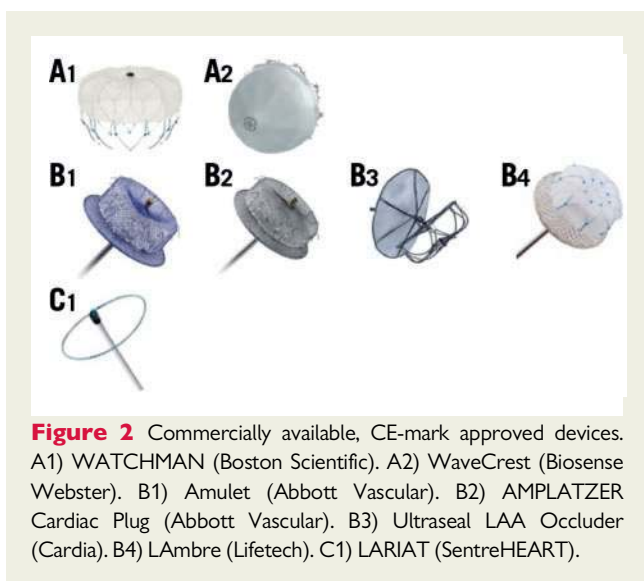 A1 A2
B1 B2 B3 B4
C1
Figure 2 Commercially available, CE-mark approved devices.
A1) WATCHMAN (Boston Scientific). A2) WaveCrest (Biosense
Webster). B1) Amulet (Abbott Vascular). B2) AMPLATZER
Cardiac Plug (Abbott Vascular). B3) Ultraseal LAA Occluder
(Cardia). B4) LAmbre (Lifetech). C1) LARIAT (SentreHEART).